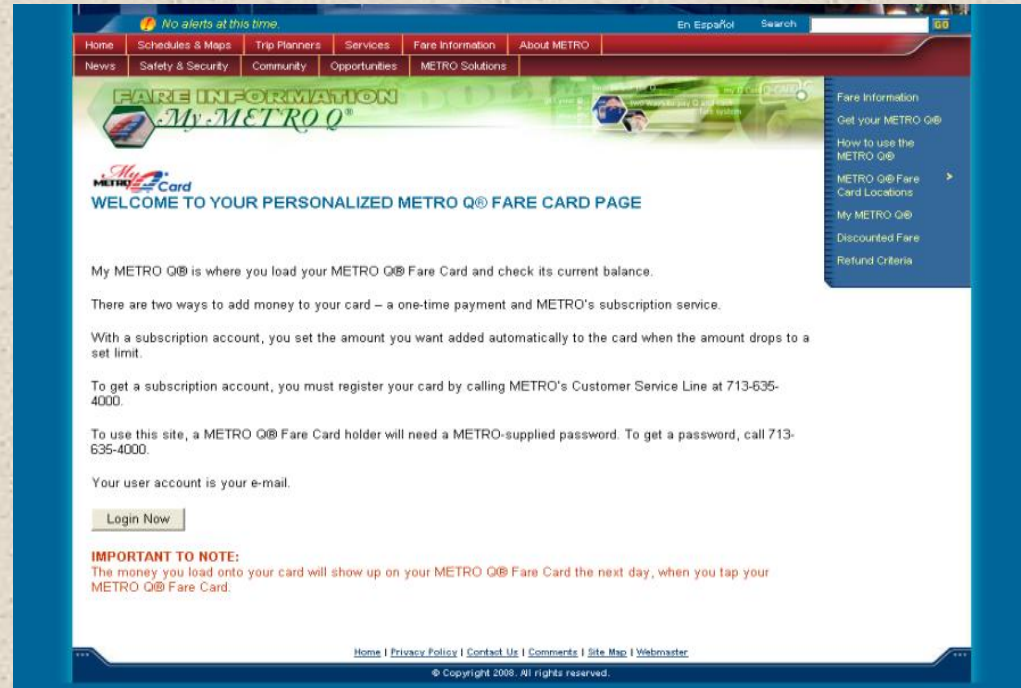 No alerts at this time.
En Español Search GO
Home Schedules & Maps Trip Planners Services Fare Information About METRO
News Safety & Security Community Opportunities METRO Solutions
FARE INFORMATION
My METRO Q®
Fare Information
Get your METRO Q®
How to use the
METRO Q®
METRO Q® Fare >
Card Locations
My METRO Q®
Discounted Fare
Refund Criteria
My
METRO Q Card
WELCOME TO YOUR PERSONALIZED METRO Q® FARE CARD PAGE
My METRO Q® is where you load your METRO Q® Fare Card and check its current balance.
There are two ways to add money to your card – a one-time payment and METRO's subscription service.
With a subscription account, you set the amount you want added automatically to the card when the amount drops to a
set limit.
To get a subscription account, you must register your card by calling METRO's Customer Service Line at 713-635-
4000.
To use this site, a METRO Q® Fare Card holder will need a METRO-supplied password. To get a password, call 713-
635-4000.
Your user account is your e-mail.
Login Now
IMPORTANT TO NOTE:
The money you load onto your card will show up on your METRO Q® Fare Card the next day, when you tap your
METRO Q® Fare Card.
Home | Privacy Policy | Contact Us | Comments | Site Map | Webmaster
© Copyright 2008. All rights reserved.